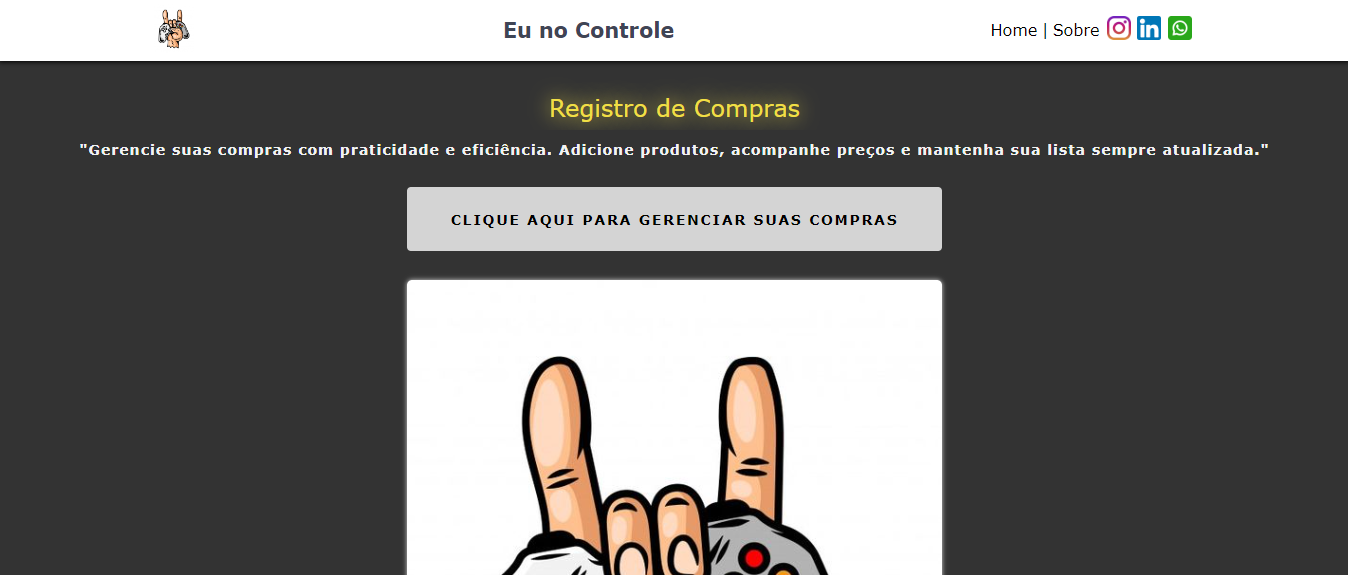 Eu no Controle
Home | Sobre
Registro de Compras
"Gerencie suas compras com praticidade e eficiência. Adicione produtos, acompanhe preços e mantenha sua lista sempre atualizada."
CLIQUE AQUI PARA GERENCIAR SUAS COMPRAS